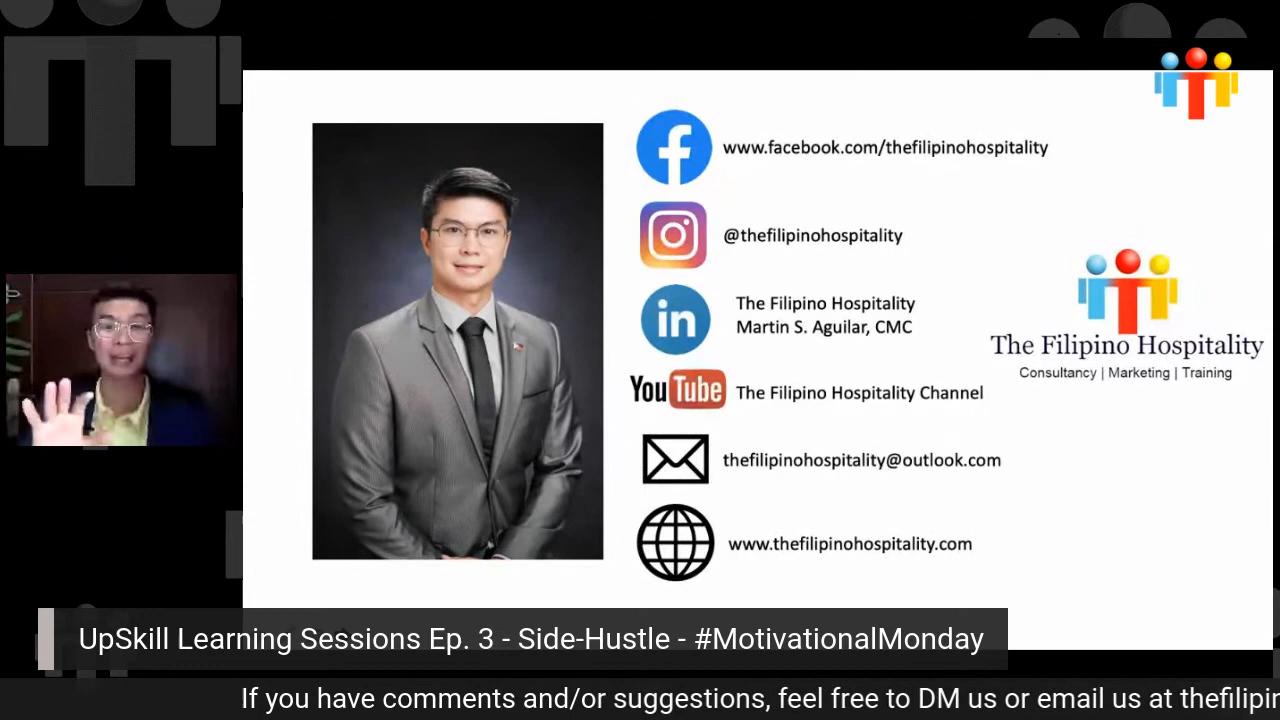 www.facebook.com/thefilipinohospitality
@thefilipinohospitality
in
The Filipino Hospitality
Martin S. Aguilar, CMC
YouTube
The Filipino Hospitality Channel
thefilipinohospitality@outlook.com
www.thefilipinohospitality.com
The Filipino Hospitality
Consultancy | Marketing | Training
UpSkill Learning Sessions Ep. 3 - Side-Hustle - #MotivationalMonday
If you have comments and/or suggestions, feel free to DM us or email us at thefilipin